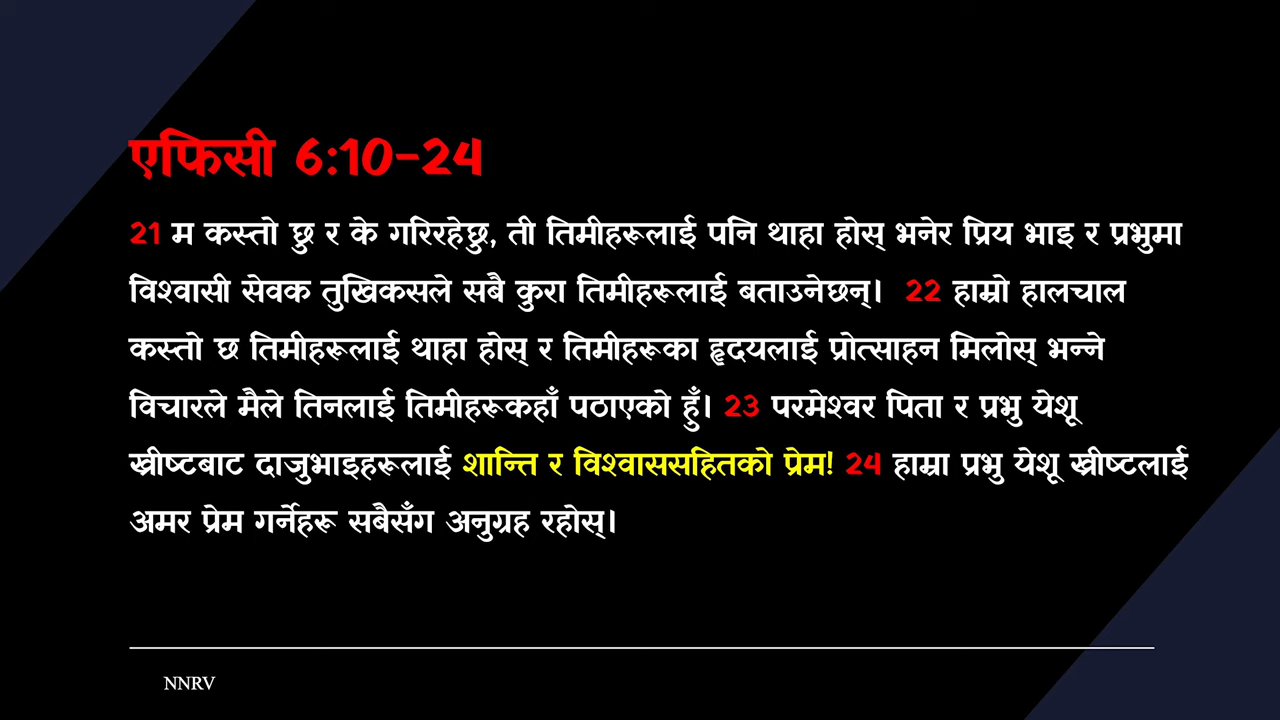 एफिसी 6:10-24
21 म कस्तो छु र के गरिरहेछु, ती तिमीहरूलाई पनि थाहा होस् भनेर प्रिय भाइ र प्रभुमा
विश्वासी सेवक तुखिकसले सबै कुरा तिमीहरूलाई बताउनेछन्। 22 हाम्रो हालचाल
कस्तो छ तिमीहरूलाई थाहा होस् र तिमीहरूका हृदयलाई प्रोत्साहन मिलोस् भन्ने
विचारले मैले तिनलाई तिमीहरूकहाँ पठाएको हुँ। 23 परमेश्वर पिता र प्रभु येशू
ख्रीष्टबाट दाजुभाइहरूलाई शान्ति र विश्वाससहितको प्रेम! 24 हाम्रा प्रभु येशू ख्रीष्टलाई
अमर प्रेम गर्नेहरू सबैसँग अनुग्रह रहोस्।
NNRV